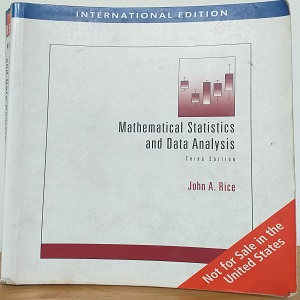 INTERNATIONAL EDITION
Mathematical Statistics
and Data Analysis
THIRD EDITION
John A. Rice
Not for Sale in the
United States